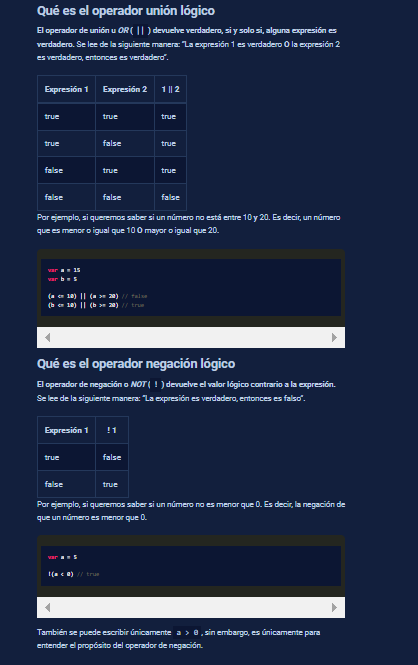 Qué es el operador unión lógico
El operador de unión u OR ( || ) devuelve verdadero, si y solo si, alguna expresión es
verdadero. Se lee de la siguiente manera: “La expresión 1 es verdadero O la expresión 2
es verdadero, entonces es verdadero”.
Expresión 1 Expresión 2 1 || 2
true true true
true false true
false true true
false false false
Por ejemplo, si queremos saber si un número no está entre 10 y 20. Es decir, un número
que es menor o igual que 10 O mayor o igual que 20.
var a = 15
var b = 5
(a <= 10) || (a >= 20) // false
(b <= 10) || (b >= 20) // true
Qué es el operador negación lógico
El operador de negación o NOT ( ! ) devuelve el valor lógico contrario a la expresión.
Se lee de la siguiente manera: “La expresión es verdadero, entonces es falso”.
Expresión 1 ! 1
true false
false true
Por ejemplo, si queremos saber si un número no es menor que 0. Es decir, la negación de
que un número es menor que 0.
var a = 5
!(a < 0) // true
También se puede escribir únicamente a > 0 , sin embargo, es únicamente para
entender el propósito del operador de negación.